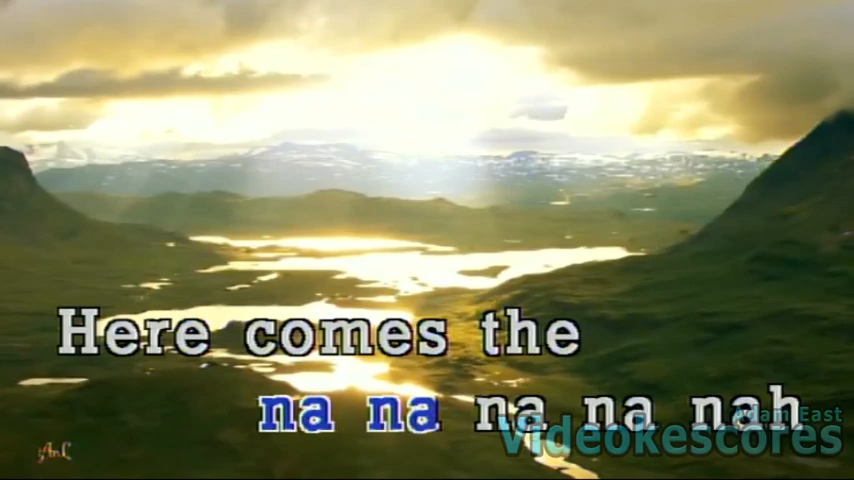 Here comes the
na na na na nah
Adam East
Videokescores